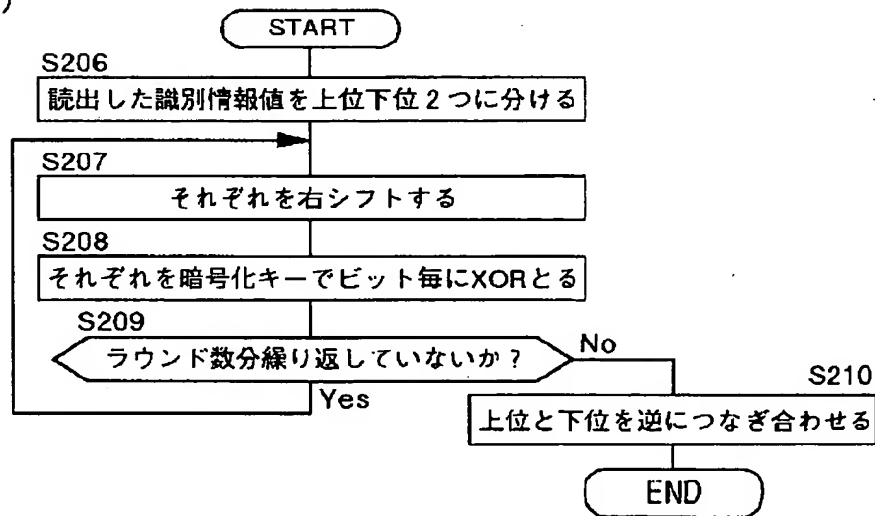 )
START
S206
読出した識別情報値を上位下位2つに分ける
S207
それぞれを右シフトする
S208
それぞれを暗号化キーでビット毎にXORとる
S209
ラウンド数分繰り返していないか?
No
Yes
S210
上位と下位を逆につなぎ合わせる
END